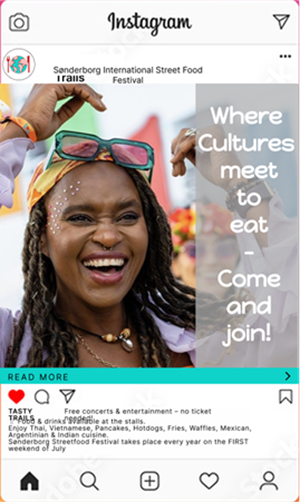 Instagram
Sønderborg International Street Food
Trails
Festival
Where
Cultures
meet
to
eat
-
Come
and
join!
READ MORE
TASTY
TRAILS
Free concerts & entertainment – no ticket
needed!
Food & drinks available at the stalls.
Enjoy Thai, Vietnamese, Pancakes, Hotdogs, Fries, Waffles, Mexican,
Argentinian & Indian cuisine.
Sønderborg Streetfood Festival takes place every year on the FIRST
weekend of July